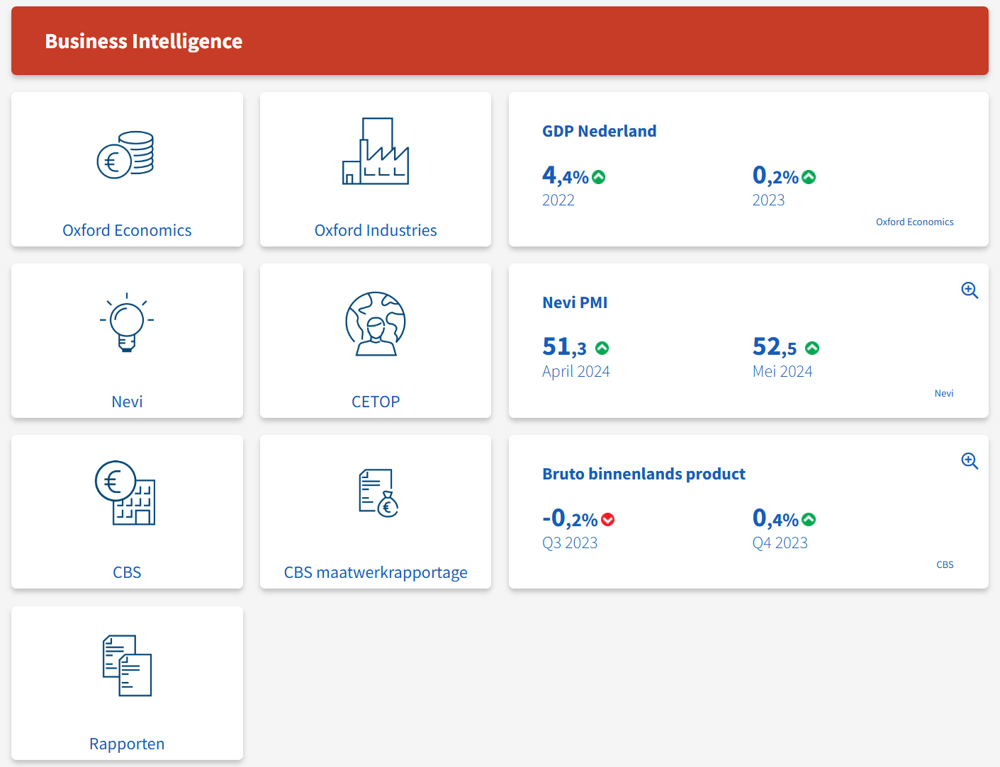 Business Intelligence
Oxford Economics
Oxford Industries
GDP Nederland
4,4%
0,2%
2022
2023
Oxford Economics
Nevi
CETOP
Nevi PMI
51,3
52,5
April 2024
Mei 2024
Nevi
CBS
CBS maatwerkrapportage
Bruto binnenlands product
-0,2%
0,4%
Q3 2023
Q4 2023
CBS
Rapporten